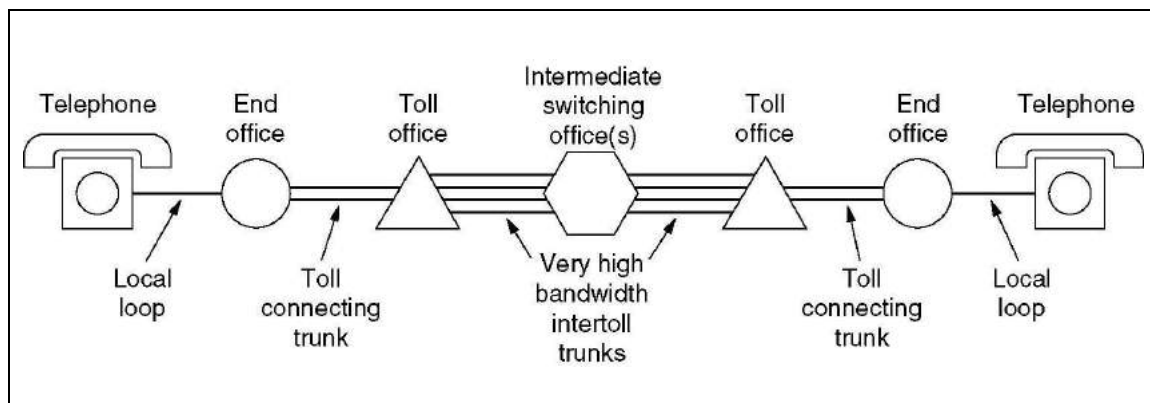 Telephone
End
office
Toll
office
Intermediate
switching
office(s)
Toll
office
End
office
Telephone
Local
loop
Toll
connecting
trunk
Very high
bandwidth
intertoll
trunks
Toll
connecting
trunk
Local
loop